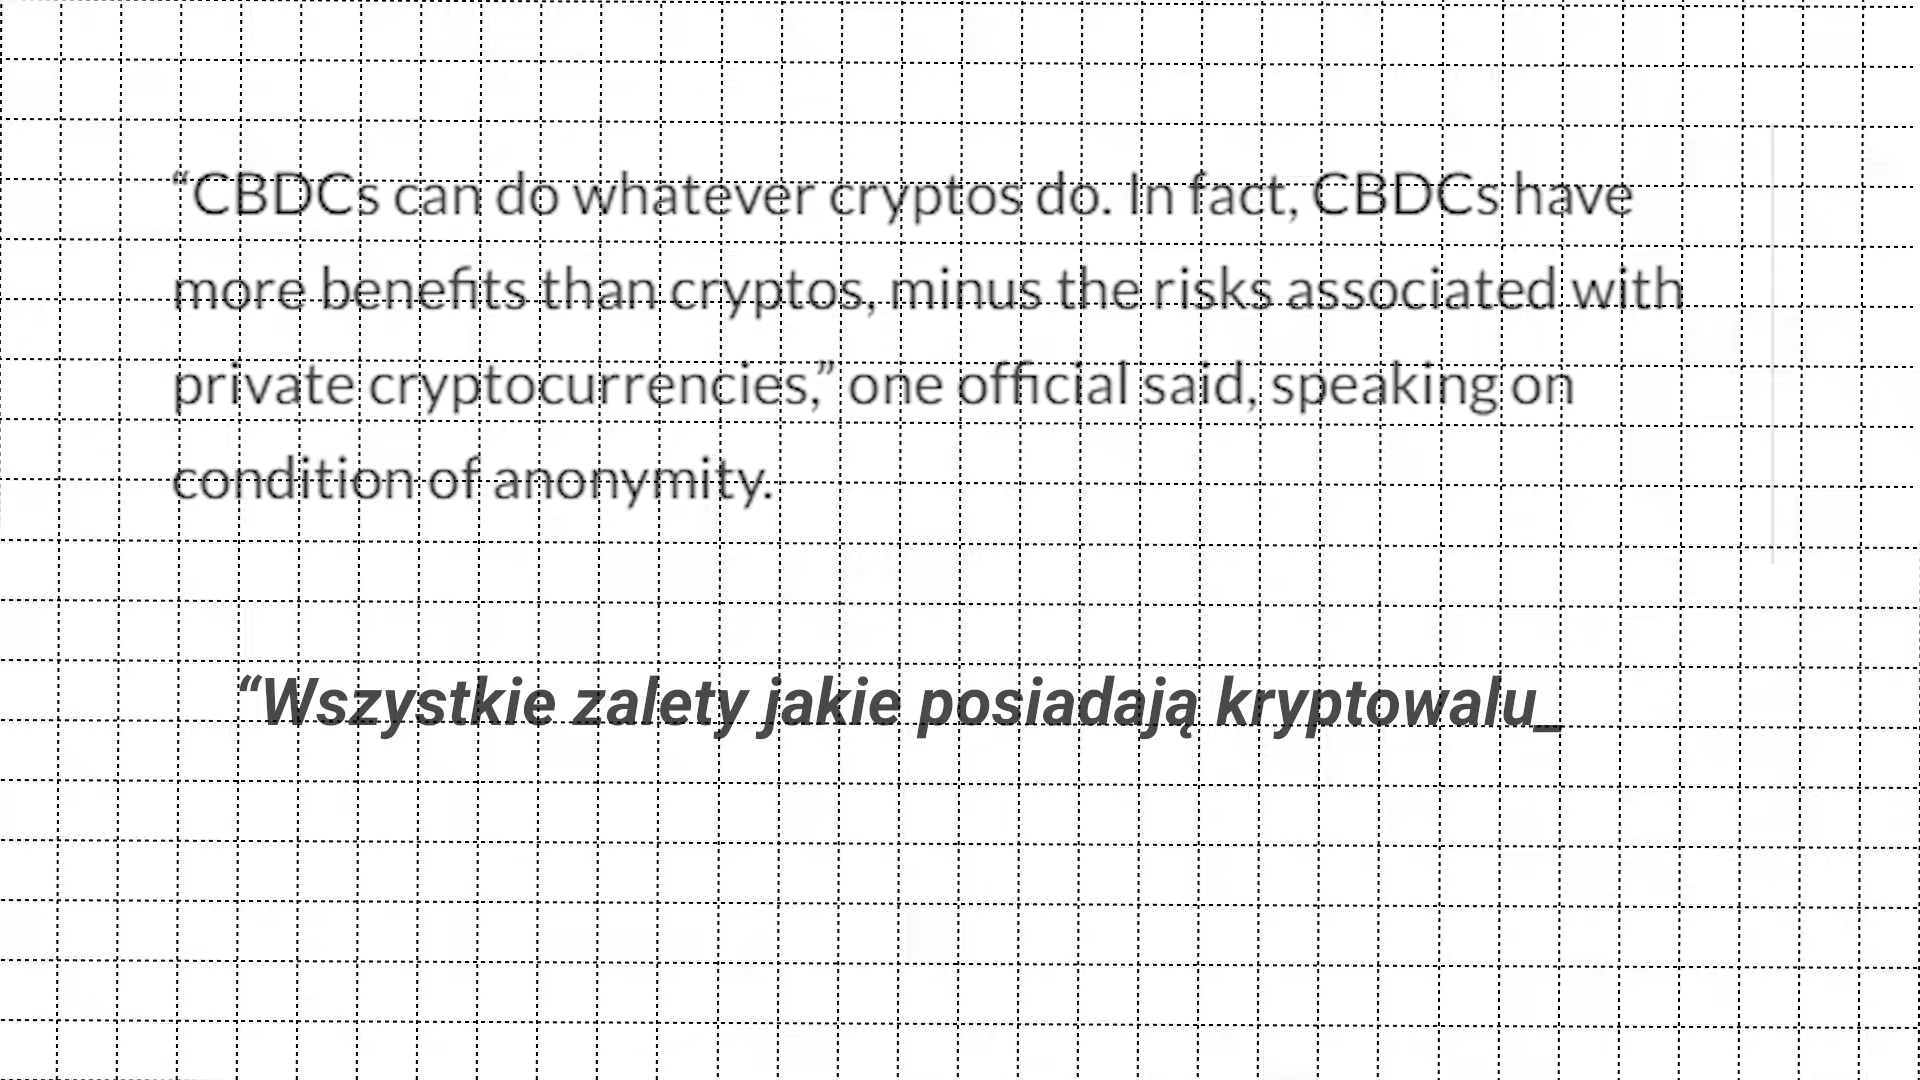 “CBDCs can do whatever cryptos do. In fact, CBDCs have
more benefits than cryptos, minus the risks associated with
private cryptocurrencies,” one official said, speaking on
condition of anonymity.
“Wszystkie zalety jakie posiadają kryptowalu_